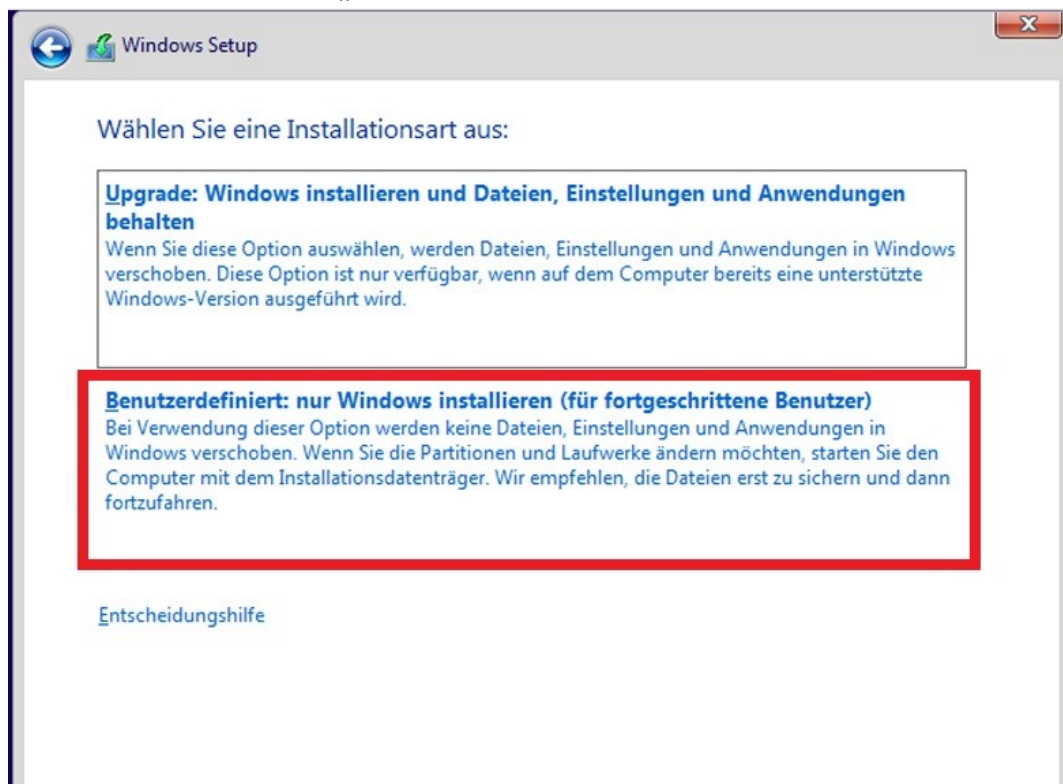 Windows Setup
X
Wählen Sie eine Installationsart aus:
Upgrade: Windows installieren und Dateien, Einstellungen und Anwendungen
behalten
Wenn Sie diese Option auswählen, werden Dateien, Einstellungen und Anwendungen in Windows
verschoben. Diese Option ist nur verfügbar, wenn auf dem Computer bereits eine unterstützte
Windows-Version ausgeführt wird.
Benutzerdefiniert: nur Windows installieren (für fortgeschrittene Benutzer)
Bei Verwendung dieser Option werden keine Dateien, Einstellungen und Anwendungen in
Windows verschoben. Wenn Sie die Partitionen und Laufwerke ändern möchten, starten Sie den
Computer mit dem Installationsdatenträger. Wir empfehlen, die Dateien erst zu sichern und dann
fortzufahren.
Entscheidungshilfe